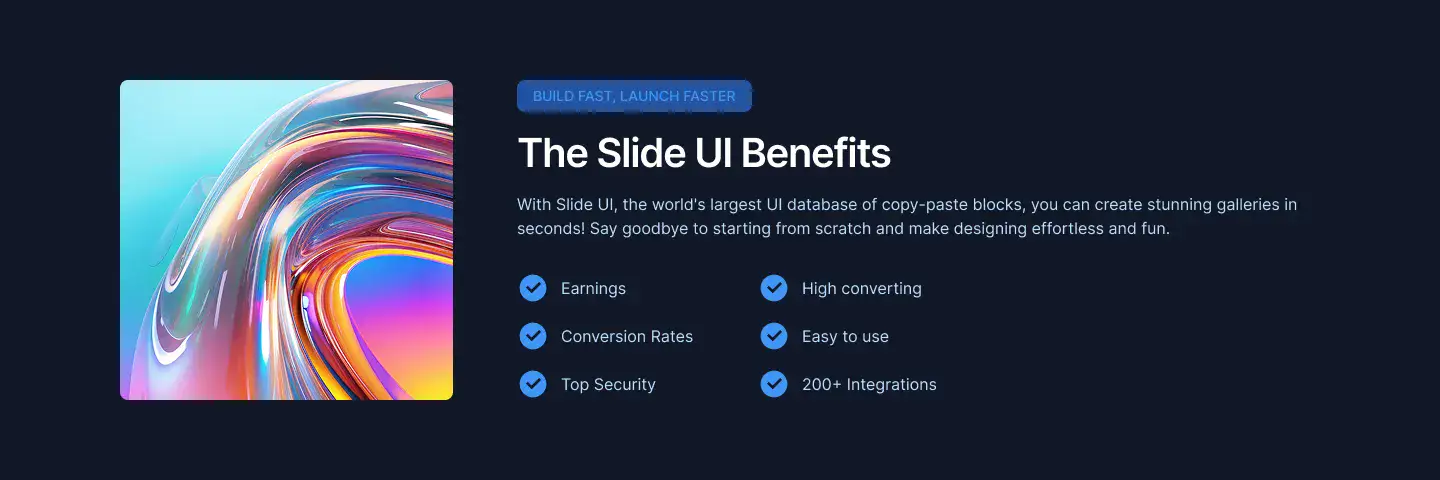 BUILD FAST, LAUNCH FASTER
The Slide UI Benefits
With Slide UI, the world's largest UI database of copy-paste blocks, you can create stunning galleries in
seconds! Say goodbye to starting from scratch and make designing effortless and fun.
Earnings
High converting
Conversion Rates
Easy to use
Top Security
200+ Integrations